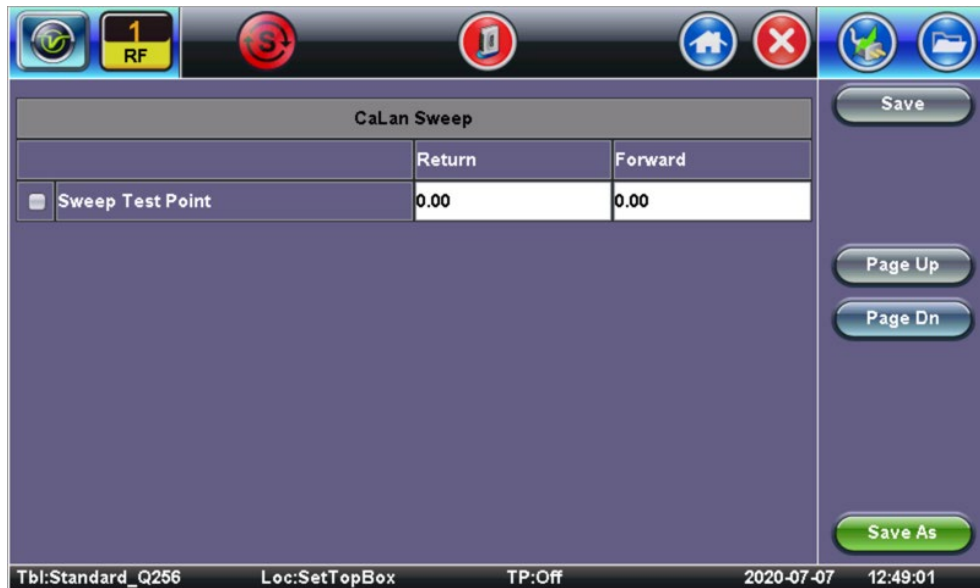 1
RF
S
CaLan Sweep
Return Forward
Sweep Test Point 0.00 0.00
Save
Page Up
Page Dn
Save As
Tbl:Standard_Q256 Loc:SetTopBox TP:Off 2020-07-07 12:49:01